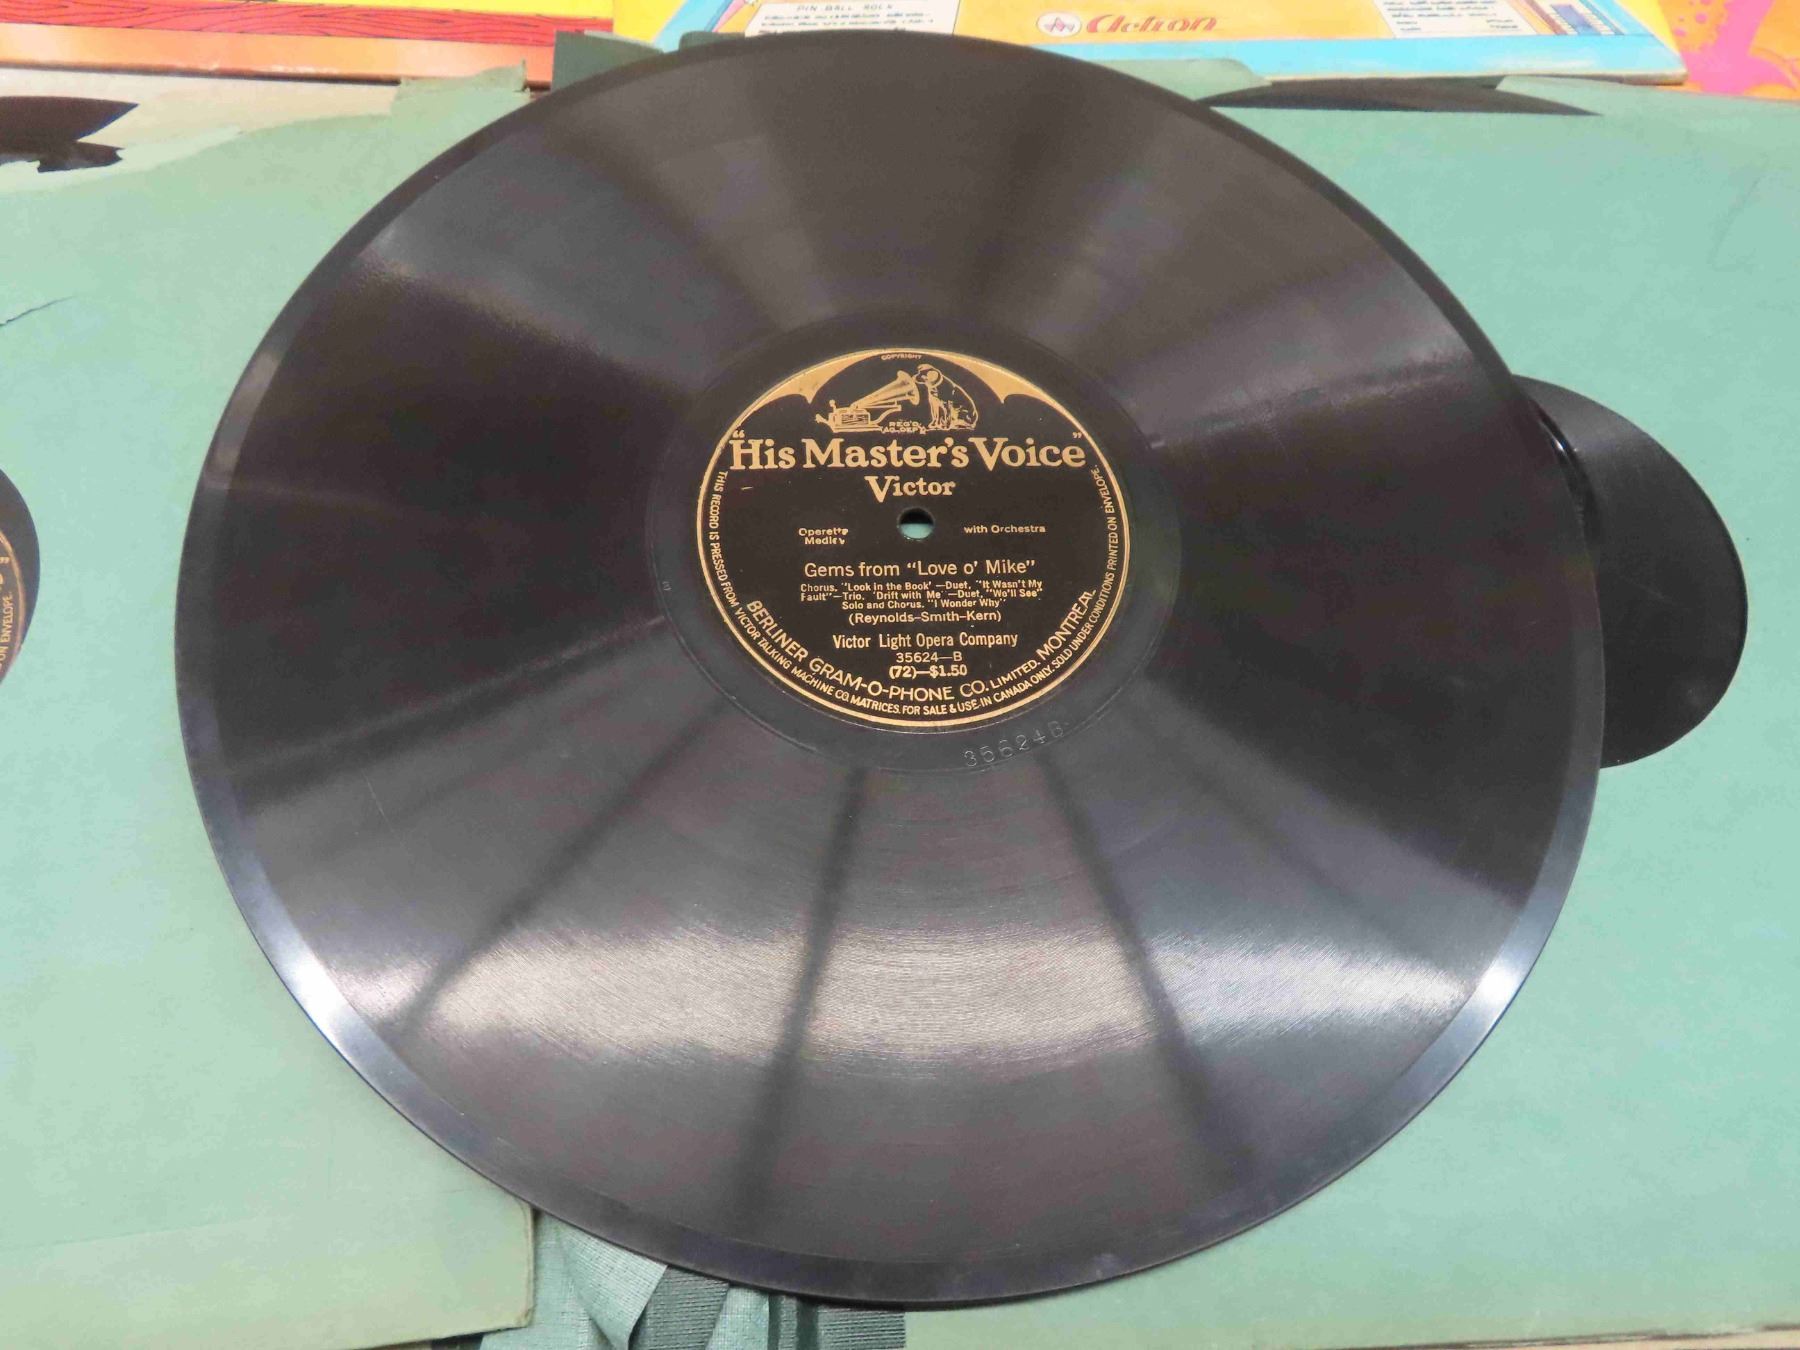 PIN-BALL ROCK
Aetron
COPYRIGHT
REG'D.
"His Master's Voice"
Victor
Operetta with Orchestra
Medley
Gems from "Love o' Mike"
Chorus, "Look in the Book" —Duet, "It Wasn't My
Fault"—Trio, "Drift with Me" —Duet, "We'll See"
Solo and Chorus, "I Wonder Why"
(Reynolds–Smith–Kern)
Victor Light Opera Company
35624—B
(72)—$1.50
BERLINER GRAM-O-PHONE CO. LIMITED. MONTREAL
THIS RECORD IS PRESSED FROM VICTOR TALKING MACHINE CO. MATRICES. FOR SALE & USE IN CANADA ONLY. SOLD UNDER CONDITIONS PRINTED ON ENVELOPE.
35624B.
ON ENVELOPE.